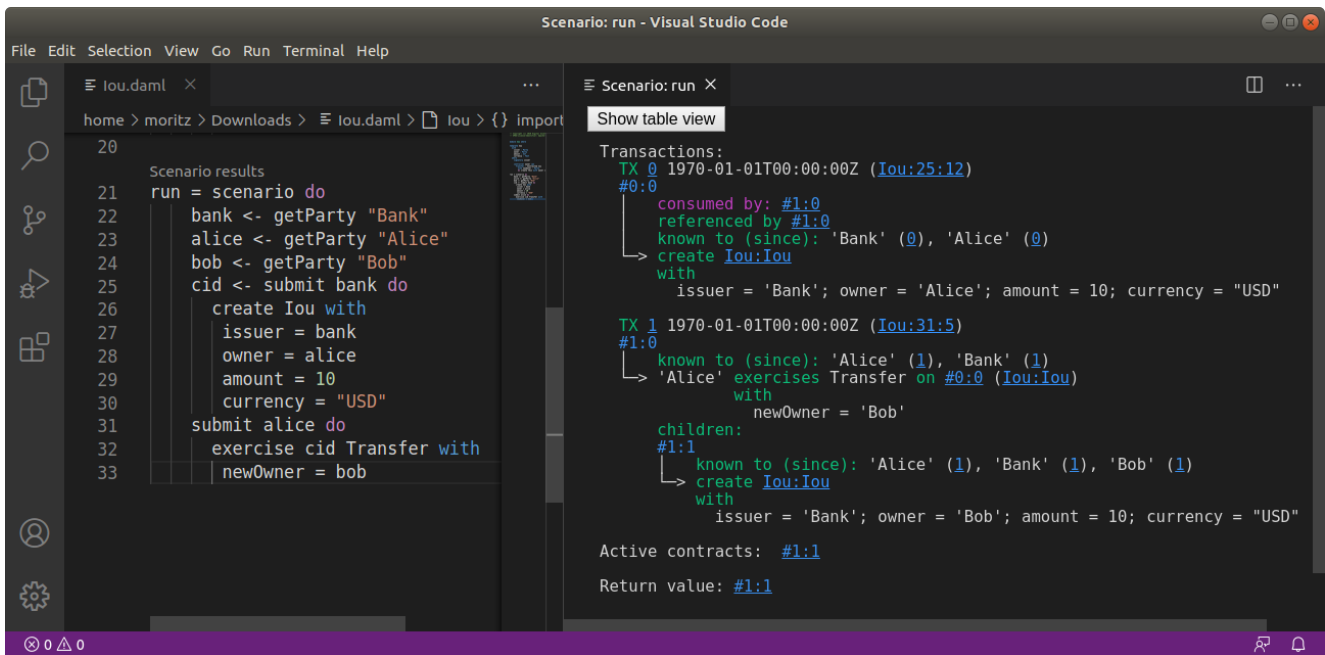 Scenario: run - Visual Studio Code
File Edit Selection View Go Run Terminal Help
Iou.daml
home > moritz > Downloads > Iou.daml > Iou > {} import
20
Scenario results
21 run = scenario do
22 bank <- getParty "Bank"
23 alice <- getParty "Alice"
24 bob <- getParty "Bob"
25 cid <- submit bank do
26 create Iou with
27 issuer = bank
28 owner = alice
29 amount = 10
30 currency = "USD"
31 submit alice do
32 exercise cid Transfer with
33 newOwner = bob
Scenario: run
Show table view
Transactions:
TX 0 1970-01-01T00:00:00Z (Iou:25:12)
#0:0
consumed by: #1:0
referenced by #1:0
known to (since): 'Bank' (0), 'Alice' (0)
└─> create Iou:Iou
with
issuer = 'Bank'; owner = 'Alice'; amount = 10; currency = "USD"
TX 1 1970-01-01T00:00:00Z (Iou:31:5)
#1:0
known to (since): 'Alice' (1), 'Bank' (1)
└─> 'Alice' exercises Transfer on #0:0 (Iou:Iou)
with
newOwner = 'Bob'
children:
#1:1
known to (since): 'Alice' (1), 'Bank' (1), 'Bob' (1)
└─> create Iou:Iou
with
issuer = 'Bank'; owner = 'Bob'; amount = 10; currency = "USD"
Active contracts: #1:1
Return value: #1:1
0 0